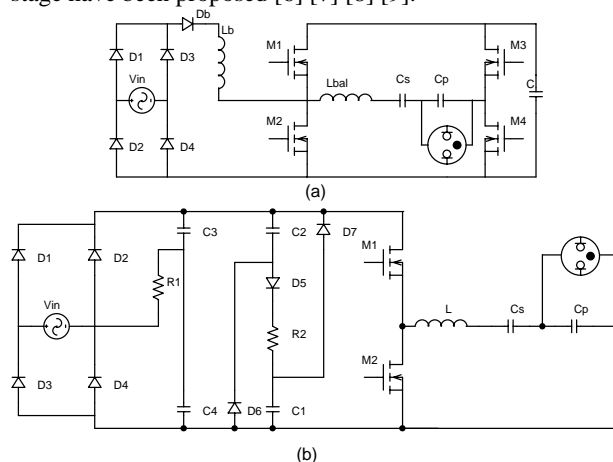 stage have been proposed [6] [7] [8] [9].
Db
Lb
D1
D3
M1
M3
Vin
Lbal
Cs
Cp
C
D2
D4
M2
M4
(a)
C3
C2
D7
D1
D2
M1
R1
D5
Vin
L
Cs
Cp
R2
M2
D3
D4
C4
D6
C1
(b)